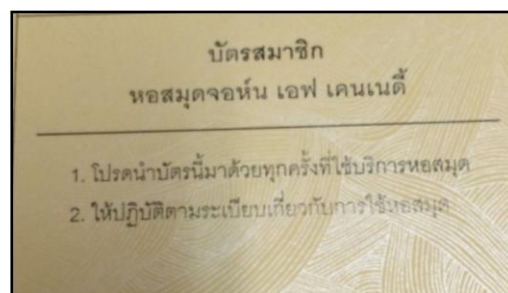 บัตรสมาชิก
หอสมุดจอห์น เอฟ เคนเนดี้
1. โปรดนำบัตรนี้มาด้วยทุกครั้งที่ใช้บริการหอสมุด
2. ให้ปฏิบัติตามระเบียบเกี่ยวกับการใช้หอสมุด